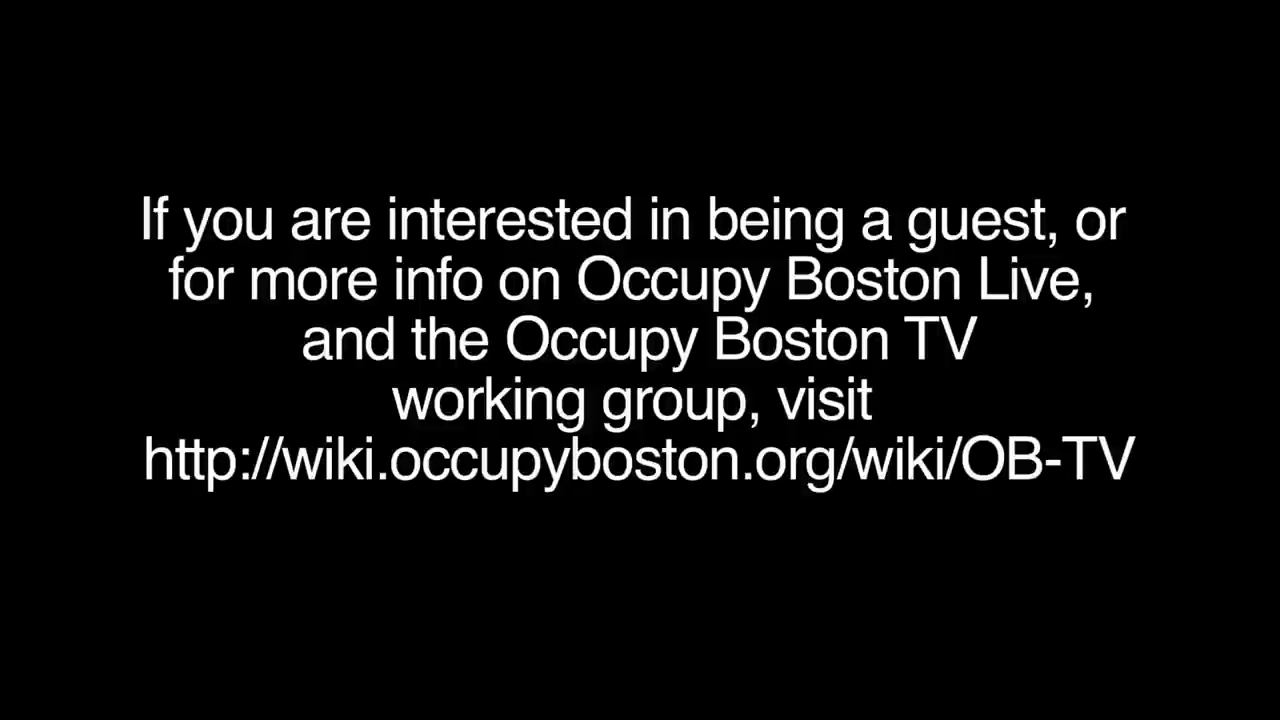 If you are interested in being a guest, or
for more info on Occupy Boston Live,
and the Occupy Boston TV
working group, visit
http://wiki.occupyboston.org/wiki/OB-TV